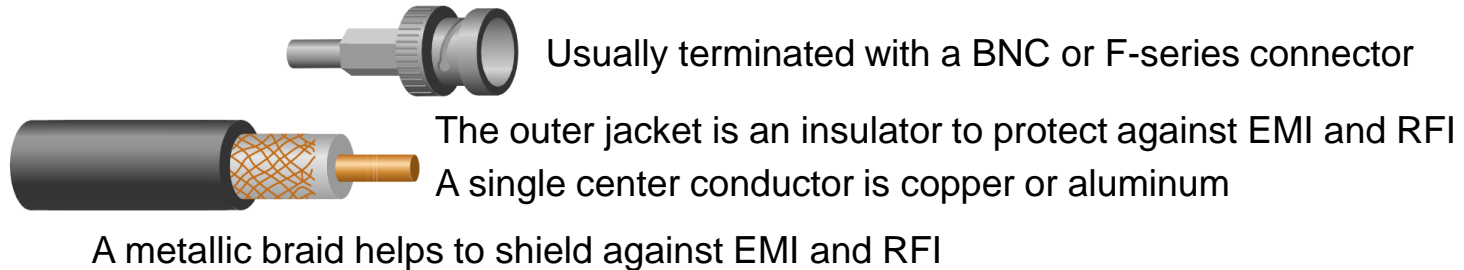 Usually terminated with a BNC or F-series connector
The outer jacket is an insulator to protect against EMI and RFI
A single center conductor is copper or aluminum
A metallic braid helps to shield against EMI and RFI